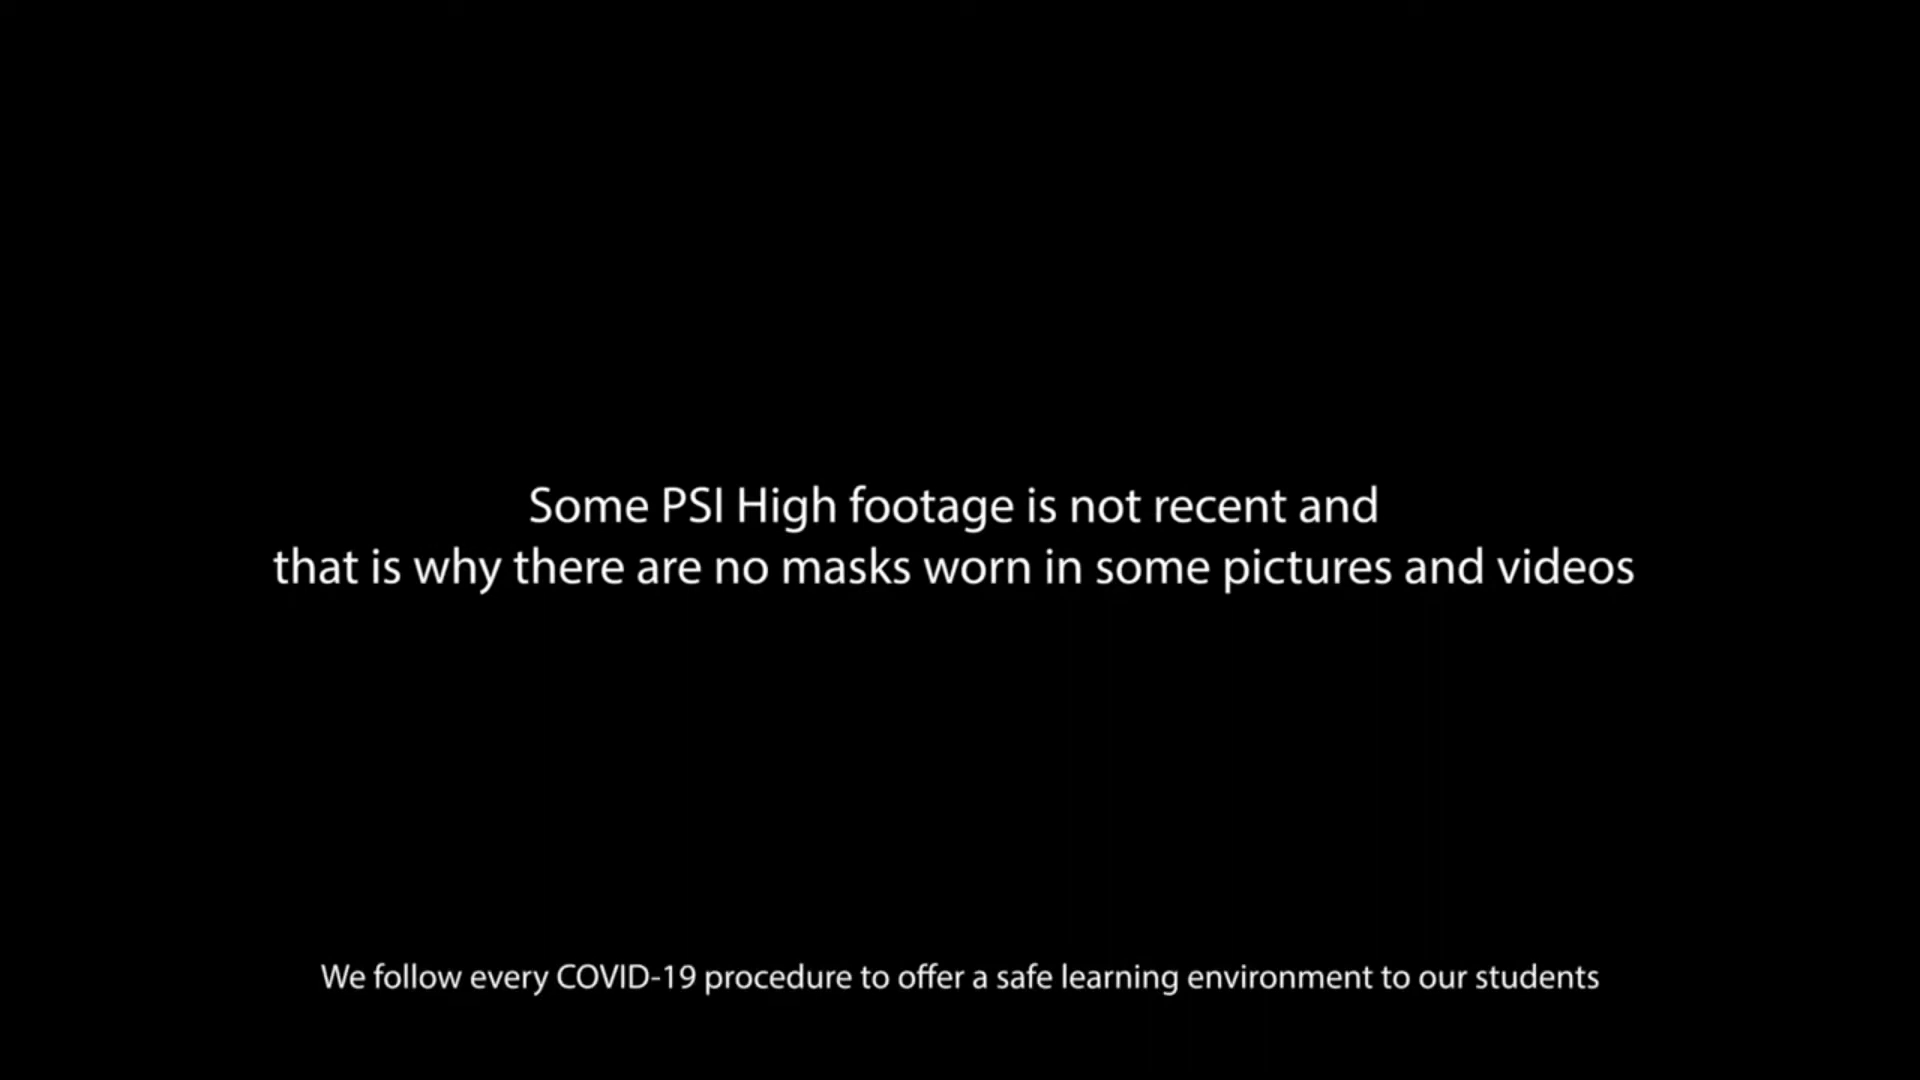 Some PSI High footage is not recent and
that is why there are no masks worn in some pictures and videos
We follow every COVID-19 procedure to offer a safe learning environment to our students